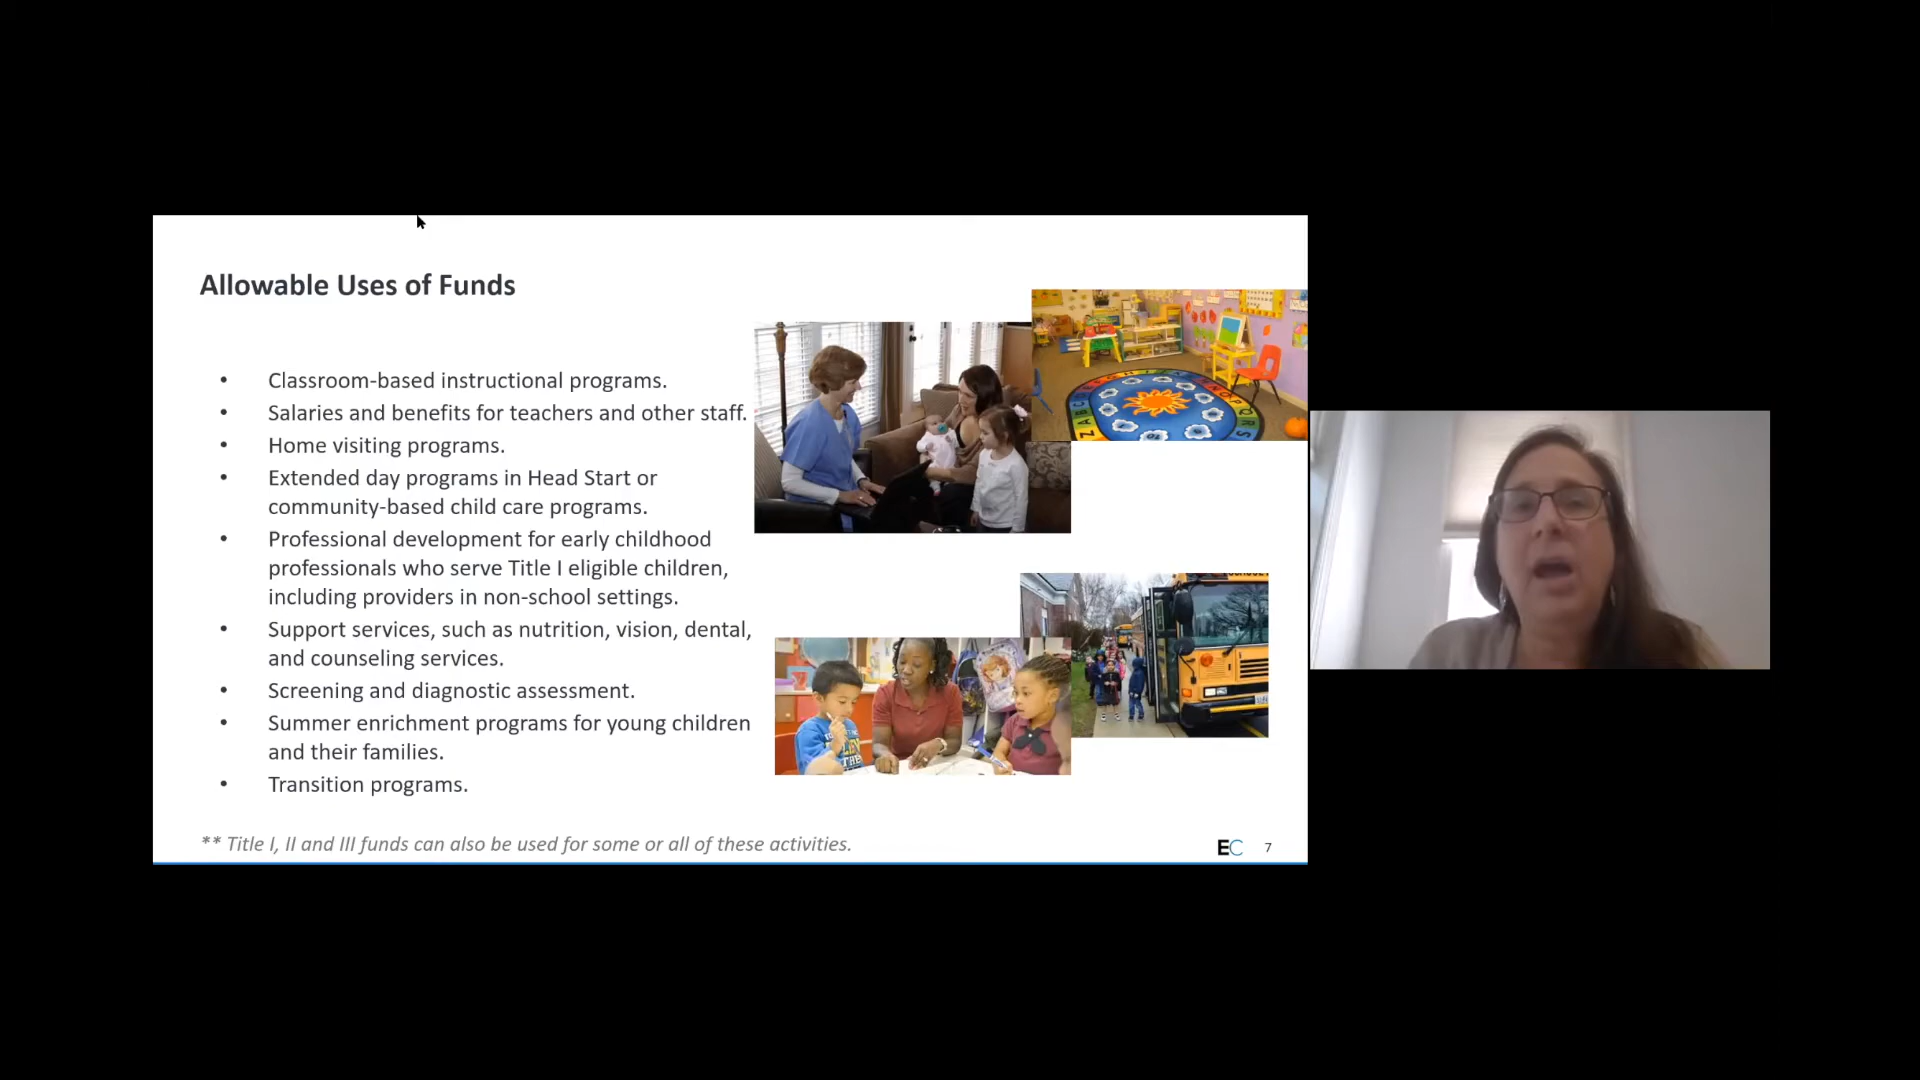 Allowable Uses of Funds
• Classroom-based instructional programs.
• Salaries and benefits for teachers and other staff.
• Home visiting programs.
• Extended day programs in Head Start or
community-based child care programs.
• Professional development for early childhood
professionals who serve Title I eligible children,
including providers in non-school settings.
• Support services, such as nutrition, vision, dental,
and counseling services.
• Screening and diagnostic assessment.
• Summer enrichment programs for young children
and their families.
• Transition programs.
** Title I, II and III funds can also be used for some or all of these activities.
EC 7